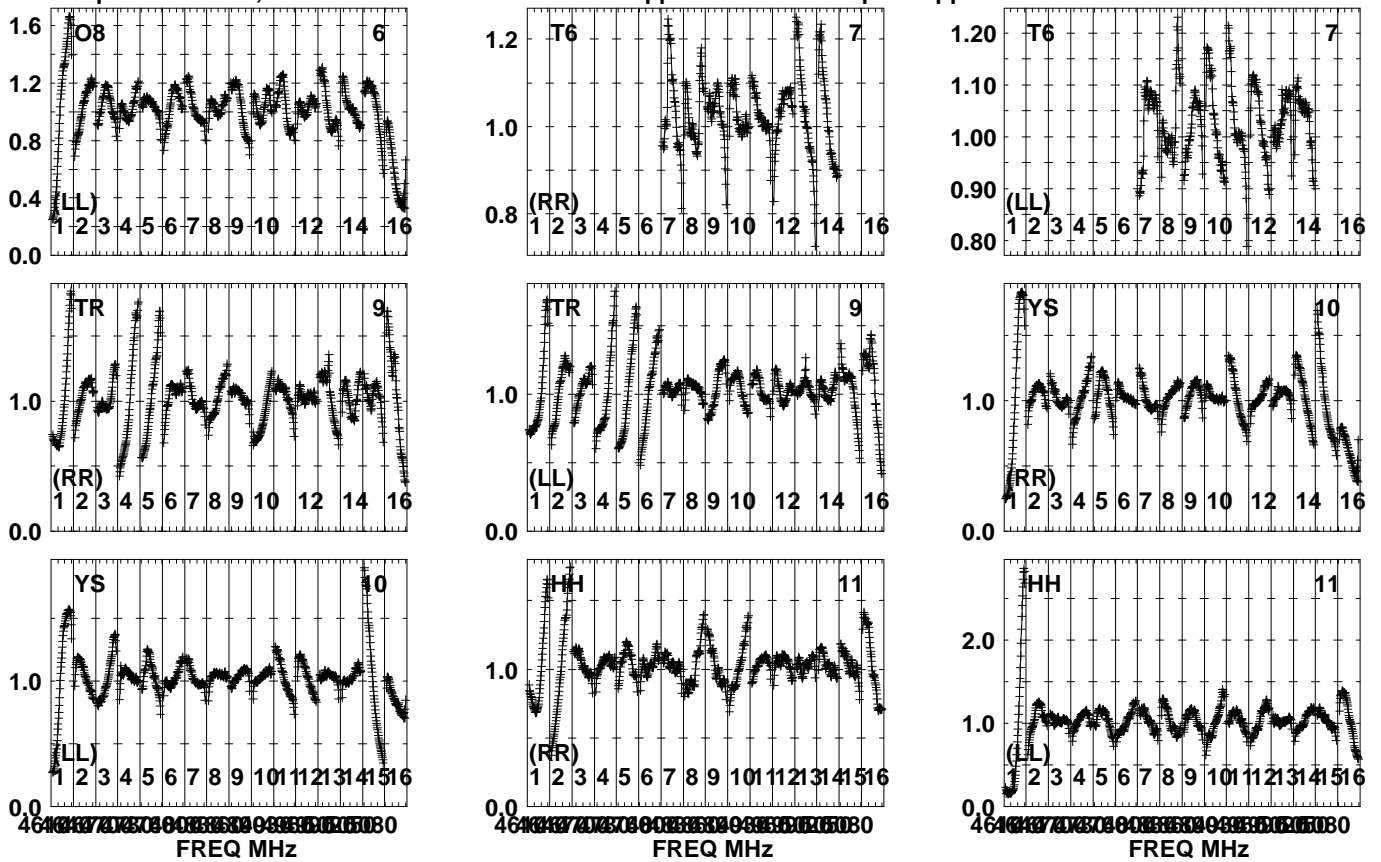 1.6 O8 6
1.2
0.8
0.4 (LL)
1 2 3 4 5 6 7 8 9 10 12 14 16
0.0
1.2 T6 7
1.0
(RR)
0.8 1 2 3 4 5 6 7 8 9 10 12 14 16
1.20 T6 7
1.10
1.00
0.90 (LL)
1 2 3 4 5 6 7 8 9 10 12 14 16
0.80
TR 9
1.0
(RR)
1 2 3 4 5 6 7 8 9 10 12 14 16
0.0
TR 9
1.0
(LL)
1 2 3 4 5 6 7 8 9 10 12 14 16
0.0
YS 10
1.0
(RR)
1 2 3 4 5 6 7 8 9 10 12 14 16
0.0
YS 10
1.0
(LL)
1 2 3 4 5 6 7 8 9 10 11 12 13 14 15 16
0.0
FREQ MHz
HH 11
1.0
(RR)
1 2 3 4 5 6 7 8 9 10 11 12 13 14 15 16
0.0
FREQ MHz
HH 11
2.0
1.0
(LL)
1 2 3 4 5 6 7 8 9 10 11 12 13 14 15 16
0.0
FREQ MHz